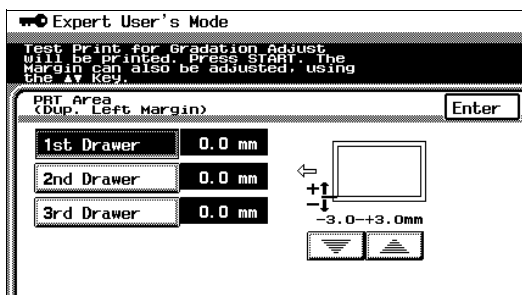 Expert User's Mode
Test Print for Gradation Adjust
will be printed. Press START. The
Margin can also be adjusted, using
the ▲▼ Key.
PRT Area
(Dup. Left Margin)
Enter
1st Drawer 0.0 mm
2nd Drawer 0.0 mm
3rd Drawer 0.0 mm
+
−
-3.0-+3.0mm